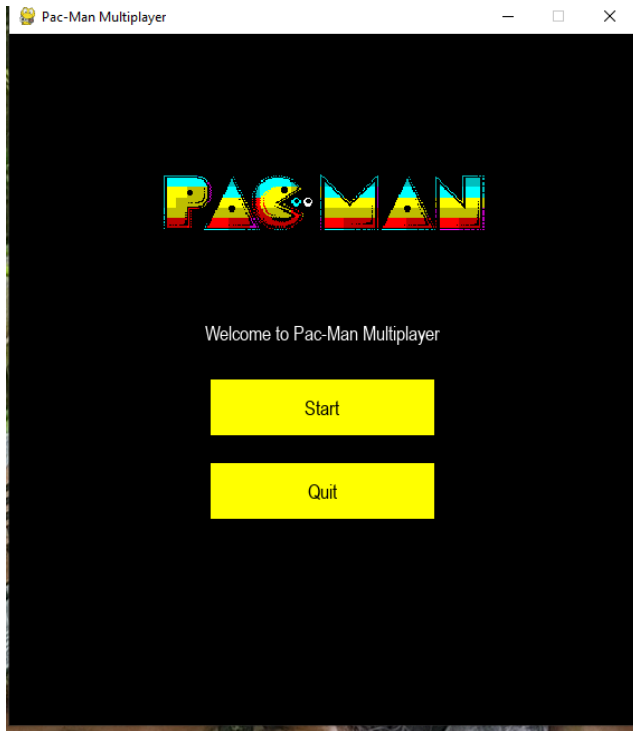 Pac-Man Multiplayer
PAC-MAN
Welcome to Pac-Man Multiplayer
Start
Quit